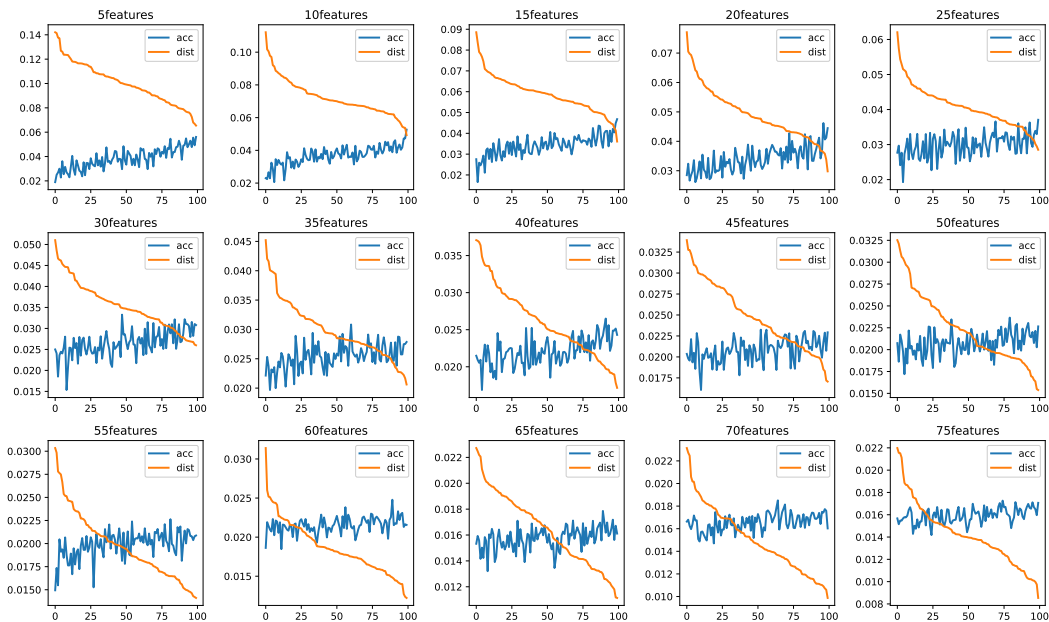 5features 10features 15features 20features 25features
0.14 0.12 0.10 0.08 0.06 0.04 0.02
acc
dist
0 25 50 75 100
0.10 0.08 0.06 0.04 0.02
acc
dist
0 25 50 75 100
0.09 0.08 0.07 0.06 0.05 0.04 0.03 0.02
acc
dist
0 25 50 75 100
0.07 0.06 0.05 0.04 0.03
acc
dist
0 25 50 75 100
0.06 0.05 0.04 0.03 0.02
acc
dist
0 25 50 75 100
30features 35features 40features 45features 50features
0.050 0.045 0.040 0.035 0.030 0.025 0.020 0.015
acc
dist
0 25 50 75 100
0.045 0.040 0.035 0.030 0.025 0.020
acc
dist
0 25 50 75 100
0.035 0.030 0.025 0.020
acc
dist
0 25 50 75 100
0.0325 0.0300 0.0275 0.0250 0.0225 0.0200 0.0175
acc
dist
0 25 50 75 100
0.0325 0.0300 0.0275 0.0250 0.0225 0.0200 0.0175 0.0150
acc
dist
0 25 50 75 100
55features 60features 65features 70features 75features
0.0300 0.0275 0.0250 0.0225 0.0200 0.0175 0.0150
acc
dist
0 25 50 75 100
0.030 0.025 0.020 0.015
acc
dist
0 25 50 75 100
0.022 0.020 0.018 0.016 0.014 0.012
acc
dist
0 25 50 75 100
0.022 0.020 0.018 0.016 0.014 0.012 0.010
acc
dist
0 25 50 75 100
0.022 0.020 0.018 0.016 0.014 0.012 0.010 0.008
acc
dist
0 25 50 75 100